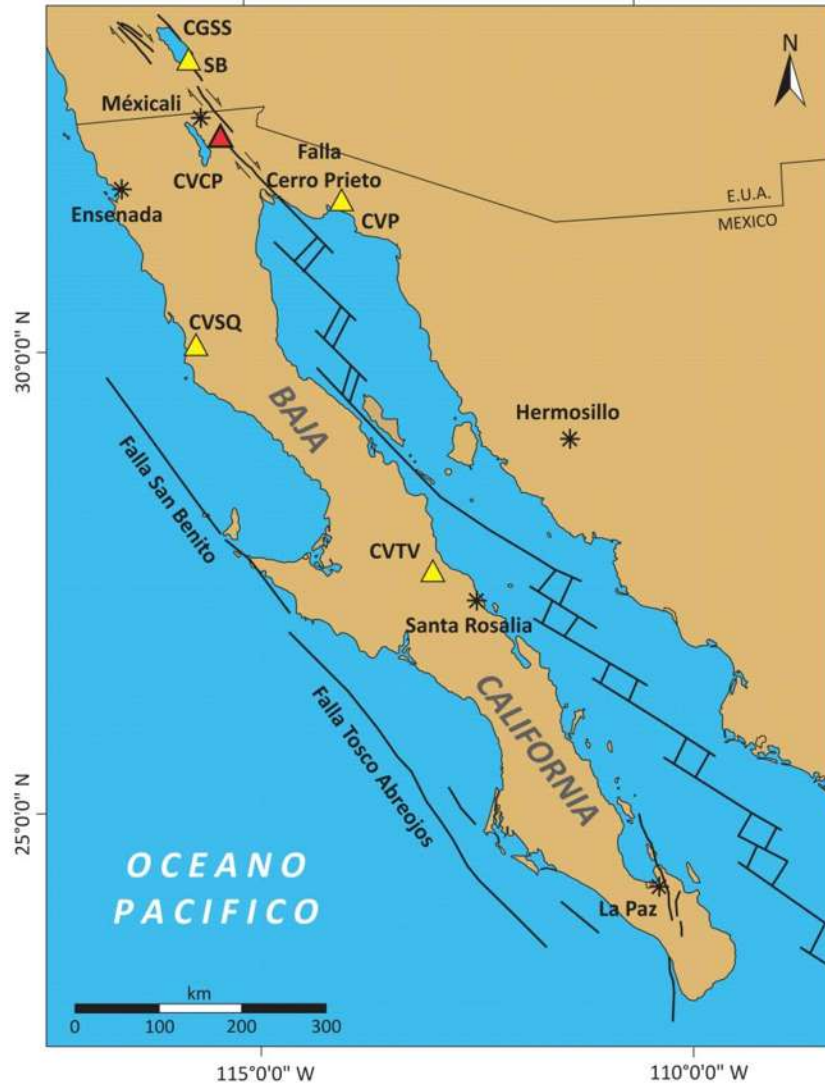 CGSS
SB
N
Méxicali
Falla
Cerro Prieto
CVCP
E.U.A.
MEXICO
Ensenada
CVP
CVSQ
30°0'0" N
BAJA
Hermosillo
Falla San Benito
CVTV
Santa Rosalia
CALIFORNIA
Falla Tosco Abreojos
25°0'0" N
OCEANO
PACIFICO
La Paz
km
0 100 200 300
115°0'0" W
110°0'0" W